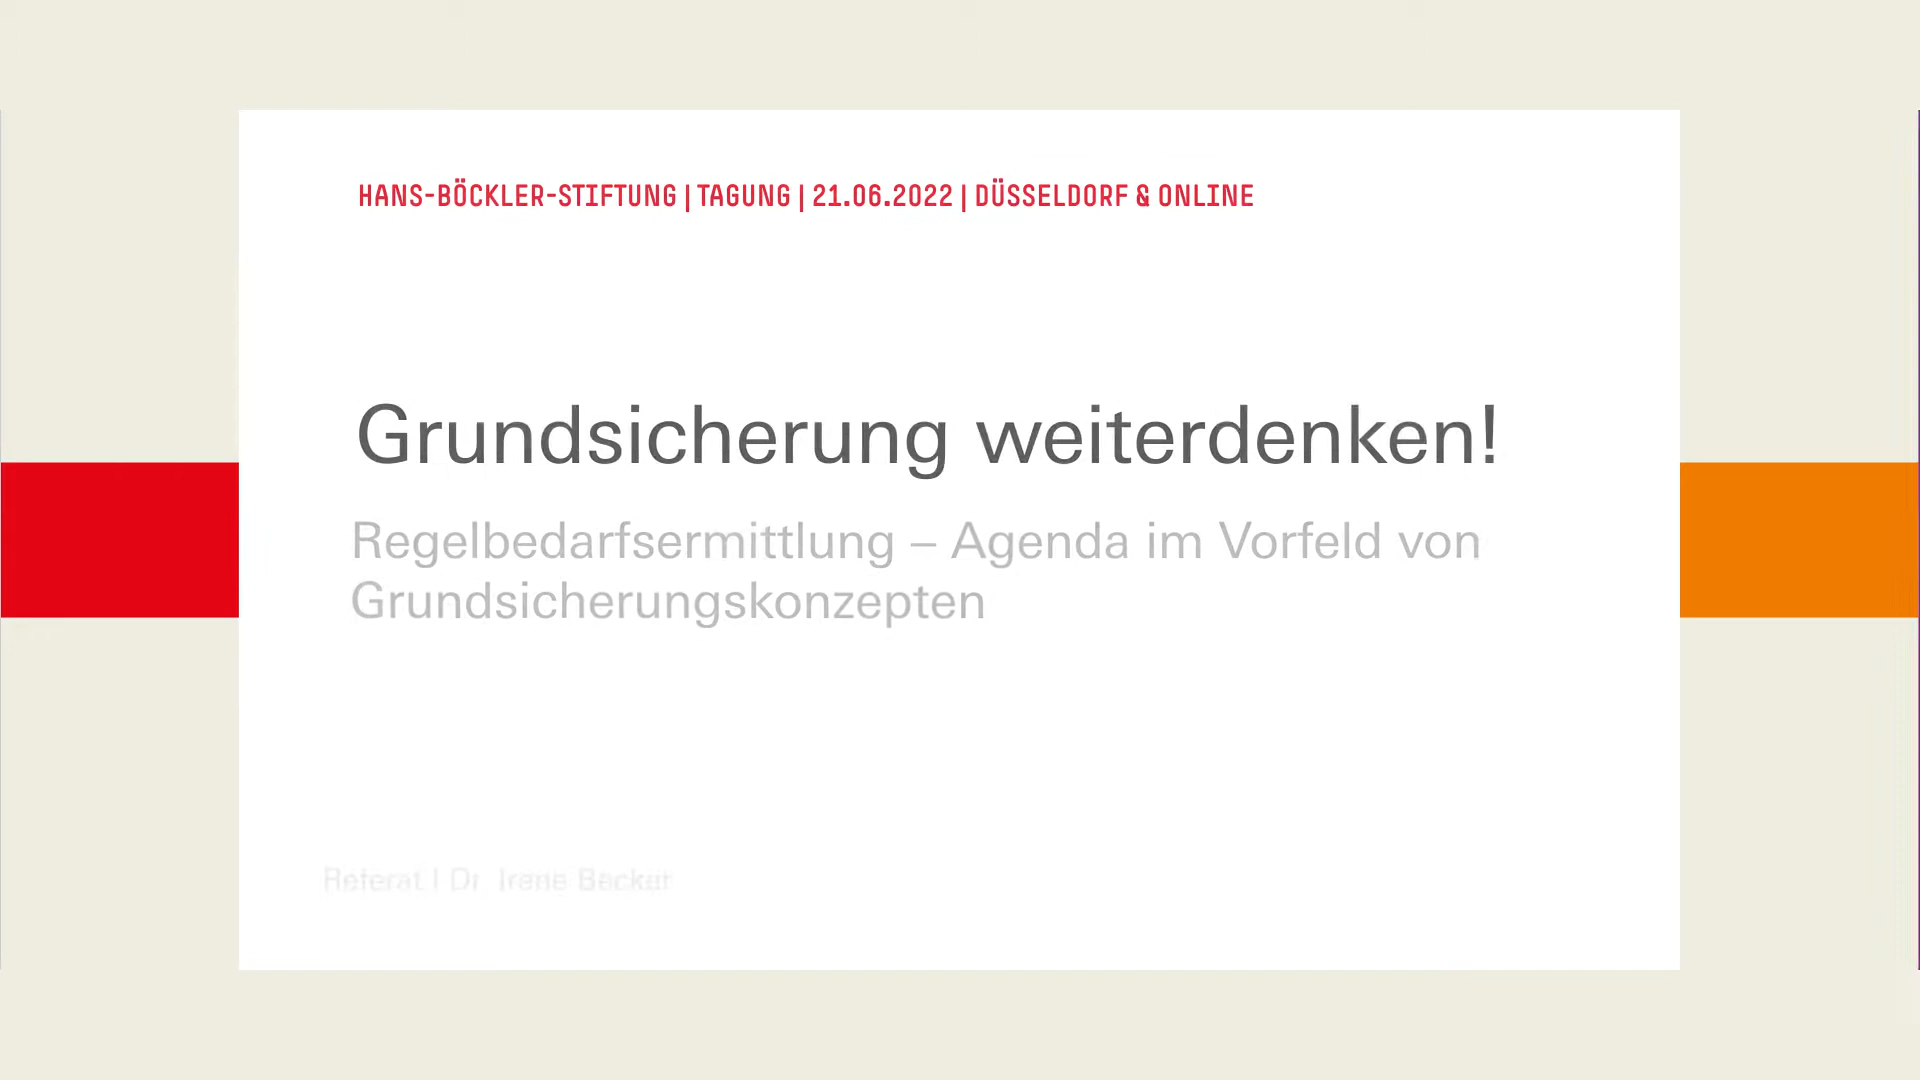 HANS-BÖCKLER-STIFTUNG | TAGUNG | 21.06.2022 | DÜSSELDORF & ONLINE
Grundsicherung weiterdenken!
Regelbedarfsermittlung – Agenda im Vorfeld von
Grundsicherungskonzepten
Referat | Dr. Irene Becker